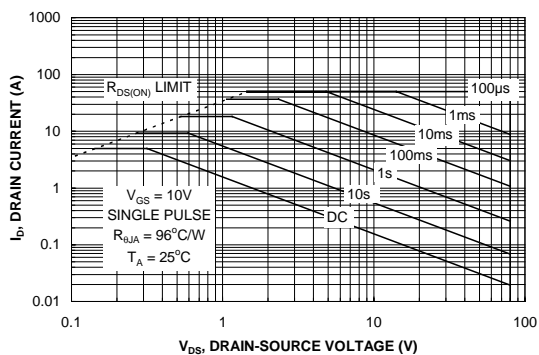 1000
100
10
1
0.1
0.01
I_D, DRAIN CURRENT (A)
R_DS(ON) LIMIT
100µs
1ms
10ms
100ms
1s
10s
DC
V_GS = 10V
SINGLE PULSE
R_θJA = 96°C/W
T_A = 25°C
0.1 1 10 100
V_DS, DRAIN-SOURCE VOLTAGE (V)